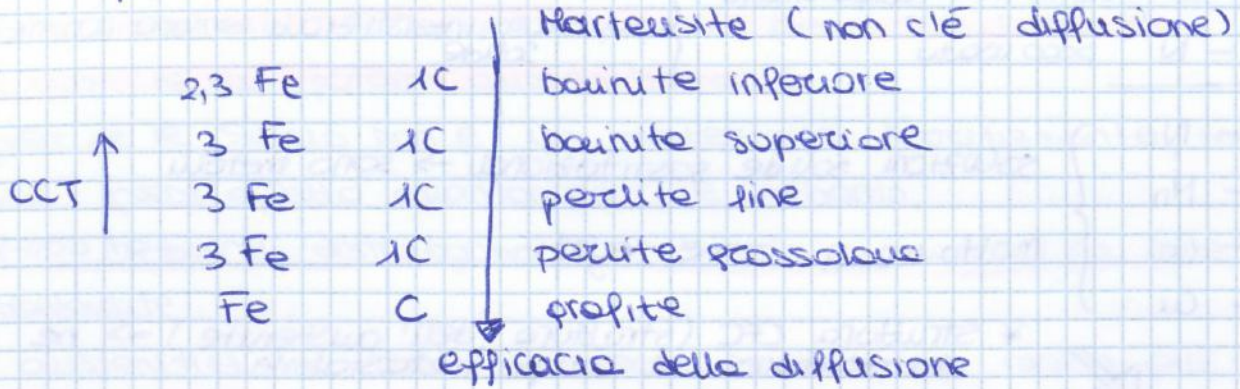 Martensite (non c'è diffusione)
2,3 Fe 1C bainite inferiore
3 Fe 1C bainite superiore
CCT 3 Fe 1C perlite fine
3 Fe 1C perlite grossolana
Fe C grafite
efficacia della diffusione